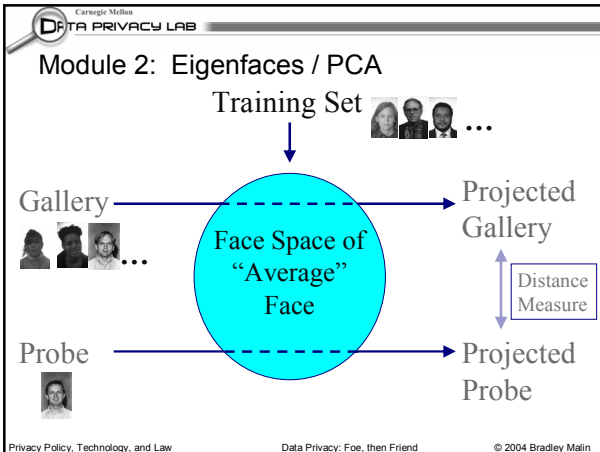 Carnegie Mellon
DATA PRIVACY LAB
Module 2: Eigenfaces / PCA
Training Set ...
Gallery
...
Face Space of
“Average”
Face
Projected
Gallery
Distance
Measure
Probe
Projected
Probe
Privacy Policy, Technology, and Law Data Privacy: Foe, then Friend © 2004 Bradley Malin